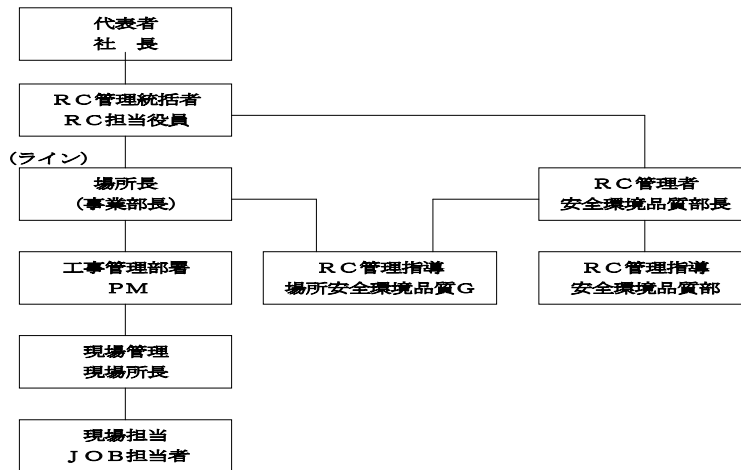 代表者
社　長
ＲＣ管理統括者
ＲＣ担当役員
(ライン)
場所長
(事業部長)
ＲＣ管理者
安全環境品質部長
工事管理部署
ＰＭ
ＲＣ管理指導
場所安全環境品質Ｇ
ＲＣ管理指導
安全環境品質部
現場管理
現場所長
現場担当
ＪＯＢ担当者